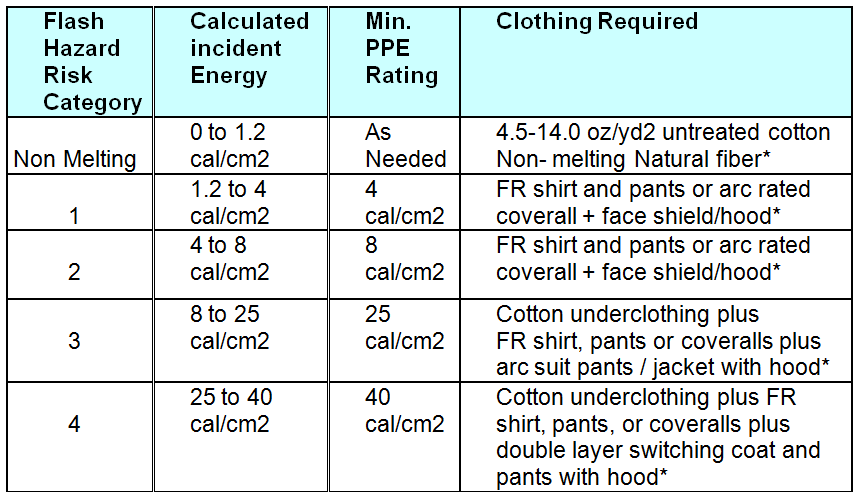 Flash Hazard Risk Category
Calculated incident Energy
Min. PPE Rating
Clothing Required
Non Melting
0 to 1.2 cal/cm2
As Needed
4.5-14.0 oz/yd2 untreated cotton
Non- melting Natural fiber*
1
1.2 to 4 cal/cm2
4 cal/cm2
FR shirt and pants or arc rated
coverall + face shield/hood*
2
4 to 8 cal/cm2
8 cal/cm2
FR shirt and pants or arc rated
coverall + face shield/hood*
3
8 to 25 cal/cm2
25 cal/cm2
Cotton underclothing plus
FR shirt, pants or coveralls plus
arc suit pants / jacket with hood*
4
25 to 40 cal/cm2
40 cal/cm2
Cotton underclothing plus FR
shirt, pants, or coveralls plus
double layer switching coat and
pants with hood*